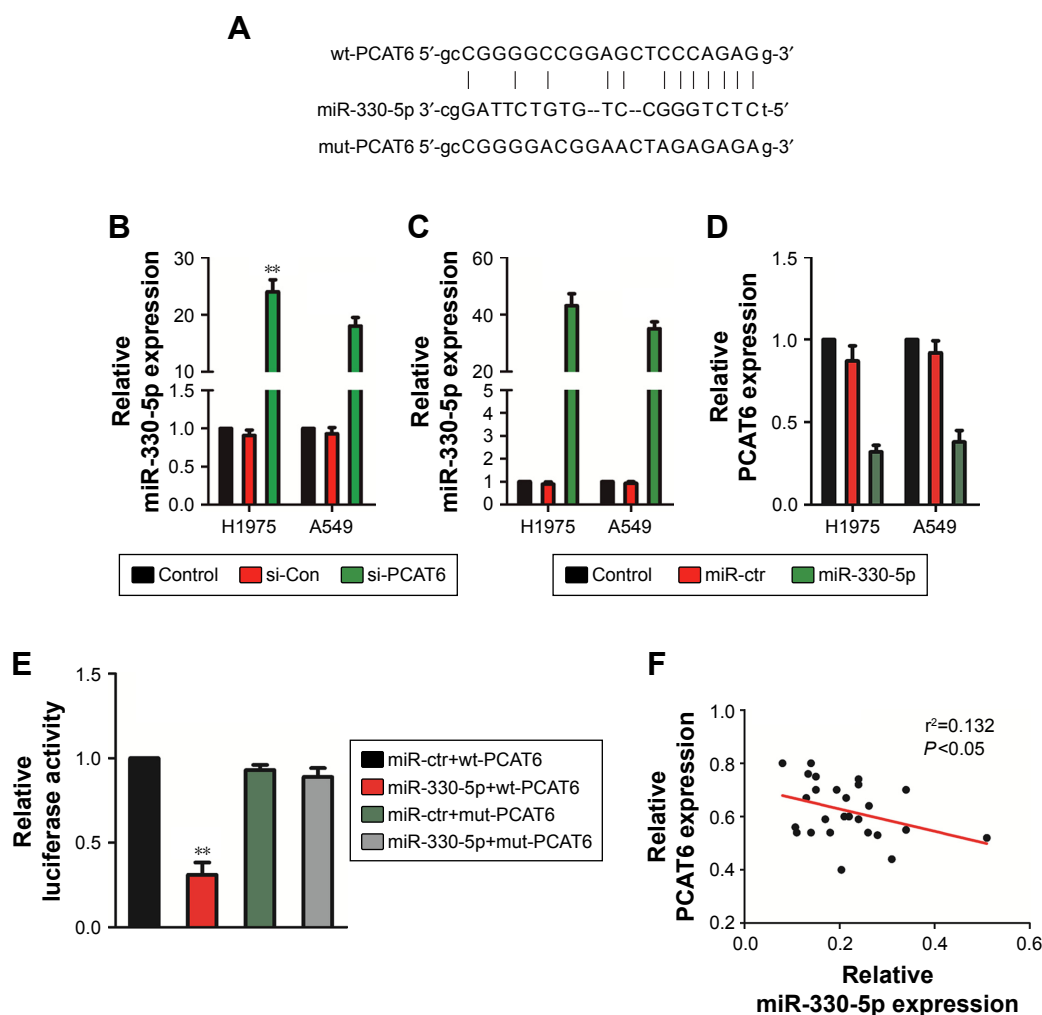 A
wt-PCAT6 5′-gcCGGGGCCGGAGCTCCCAGAGg-3′
miR-330-5p 3′-cgGATTCTGTG--TC--CGGGTCTCt-5′
mut-PCAT6 5′-gcCGGGGACGGAACTAGAGAGAg-3′
B
Relative
miR-330-5p expression
30
20
10
1.5
1.0
0.5
0.0
**
H1975 A549
C
Relative
miR-330-5p expression
60
40
20
5
4
3
2
1
0
H1975 A549
D
Relative
PCAT6 expression
1.5
1.0
0.5
0.0
H1975 A549
Control si-Con si-PCAT6
Control miR-ctr miR-330-5p
E
Relative
luciferase activity
1.5
1.0
0.5
0.0
**
miR-ctr+wt-PCAT6
miR-330-5p+wt-PCAT6
miR-ctr+mut-PCAT6
miR-330-5p+mut-PCAT6
F
Relative
PCAT6 expression
1.0
0.8
0.6
0.4
0.2
r²=0.132
P<0.05
0.0 0.2 0.4 0.6
Relative
miR-330-5p expression